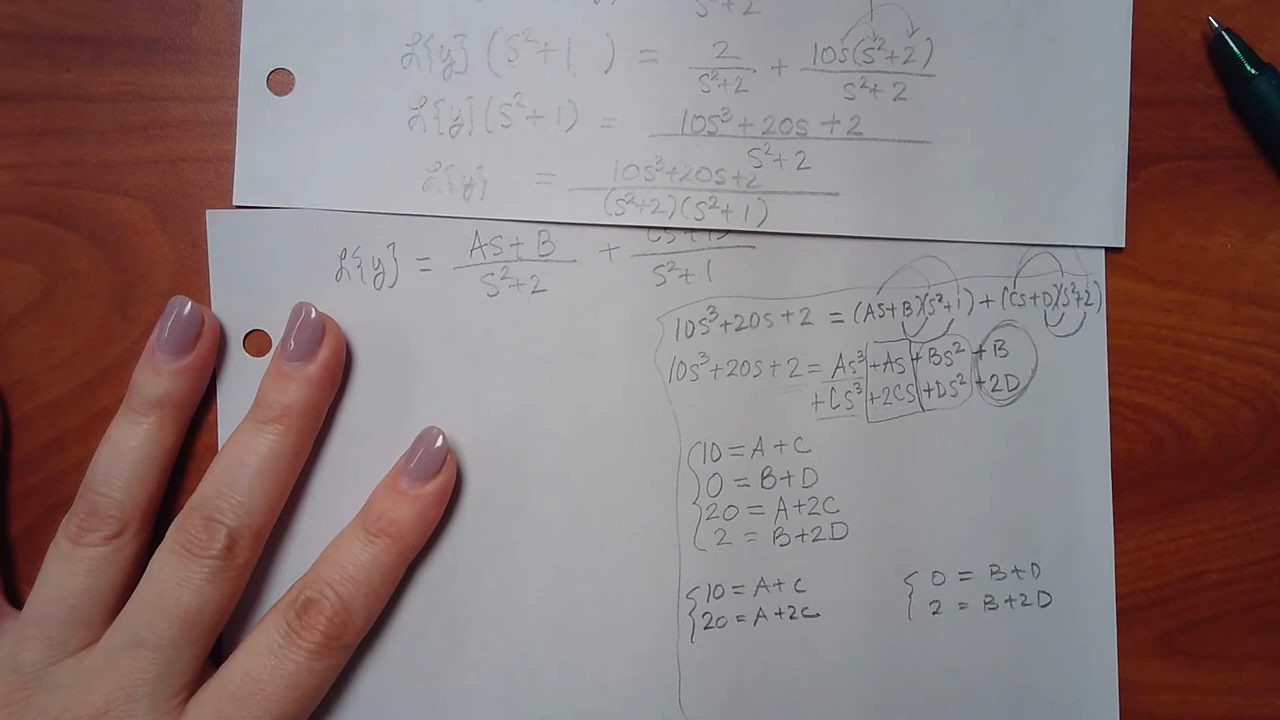 s²+2
L{y} (s²+1 ) = 2/(s²+2) + 10s(s²+2)/(s²+2)
L{y}(s²+1) = (10s³+20s+2)/(s²+2)
L{y} = (10s³+20s+2)/((s²+2)(s²+1))
L{y} = (As+B)/(s²+2) + (Cs+D)/(s²+1)
10s³+20s+2 = (As+B)(s²+1)+(Cs+D)(s²+2)
10s³+20s+2 = As³+As+Bs²+B
+Cs³+2Cs+Ds²+2D
10=A+C
0=B+D
20=A+2C
2=B+2D
10=A+C
20=A+2C
0=B+D
2=B+2D